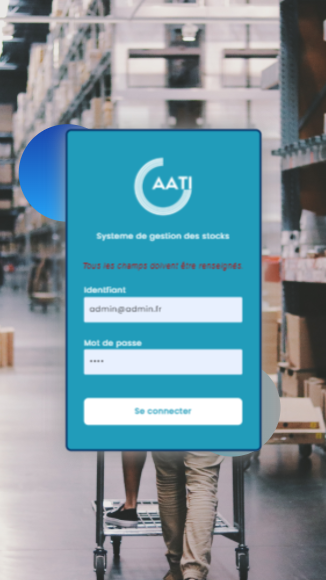 AATI
Systeme de gestion des stocks
Tous les champs doivent être renseignés.
Identifiant
admin@admin.fr
Mot de passe
••••
Se connecter